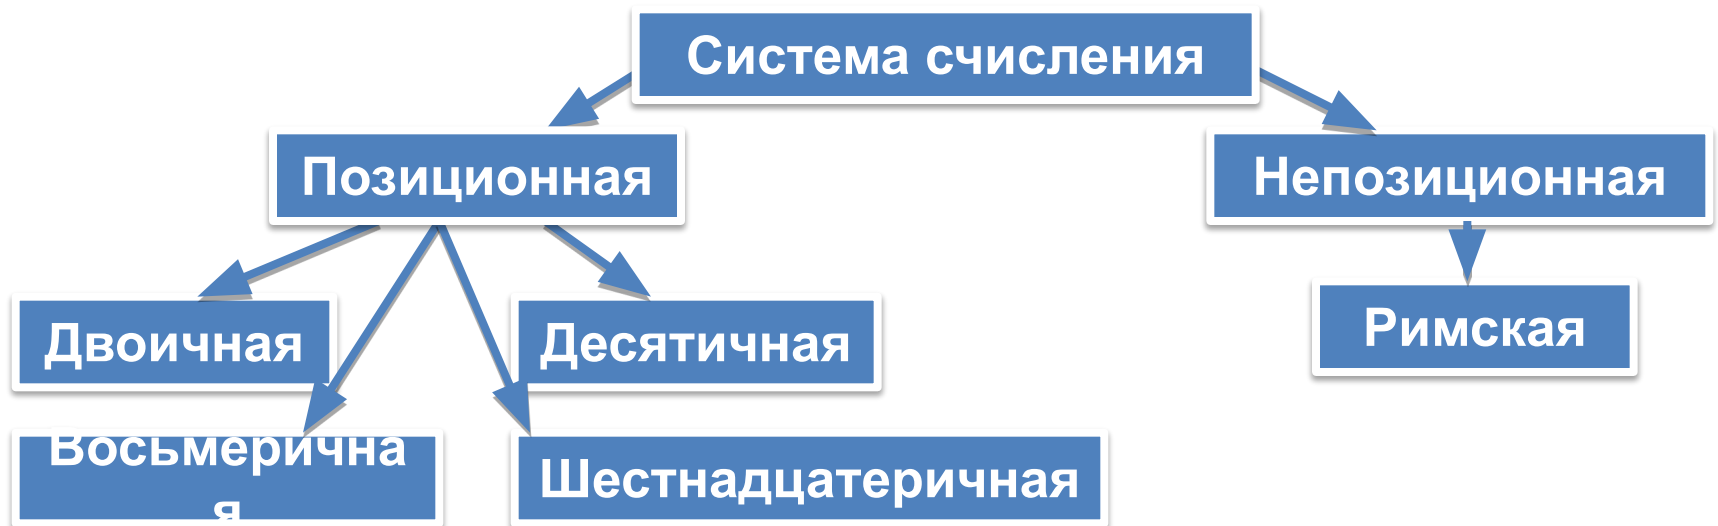 Система счисления
Позиционная
Непозиционная
Двоичная
Десятичная
Римская
Восьмерична
я
Шестнадцатеричная